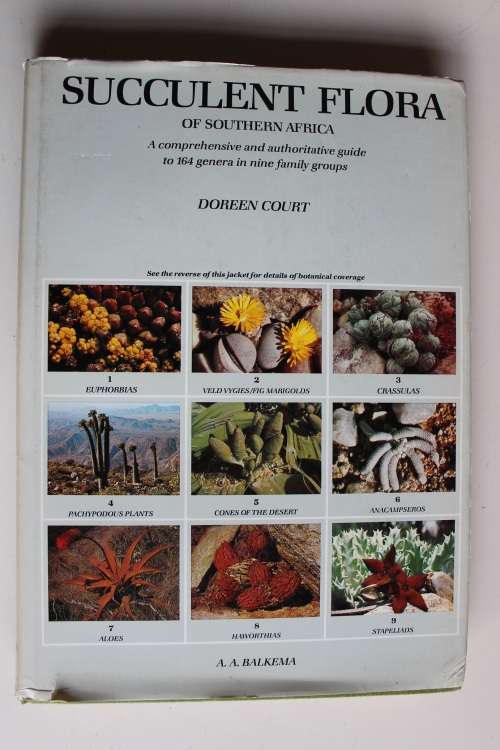 SUCCULENT FLORA
OF SOUTHERN AFRICA
A comprehensive and authoritative guide
to 164 genera in nine family groups
DOREEN COURT
See the reverse of this jacket for details of botanical coverage
1
EUPHORBIAS
2
VELD VYGIES/FIG MARIGOLDS
3
CRASSULAS
4
PACHYPODOUS PLANTS
5
CONES OF THE DESERT
6
ANACAMPSEROS
7
ALOES
8
HAWORTHIAS
9
STAPELIADS
A. A. BALKEMA